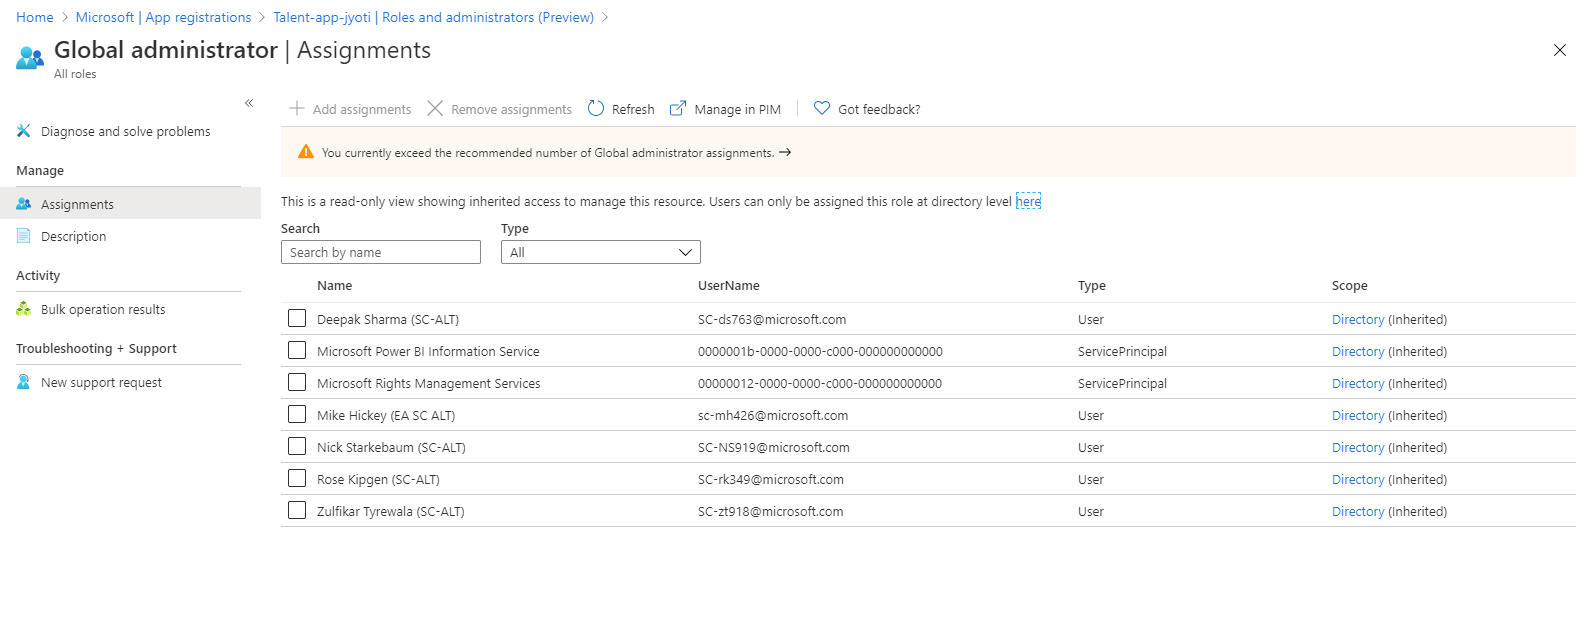 Home > Microsoft | App registrations > Talent-app-jyoti | Roles and administrators (Preview) >
Global administrator | Assignments
All roles
«
Diagnose and solve problems
Manage
Assignments
Description
Activity
Bulk operation results
Troubleshooting + Support
New support request
Add assignments Remove assignments Refresh Manage in PIM Got feedback?
You currently exceed the recommended number of Global administrator assignments. →
This is a read-only view showing inherited access to manage this resource. Users can only be assigned this role at directory level here
Search Type
Search by name All
Name UserName Type Scope
Deepak Sharma (SC-ALT) SC-ds763@microsoft.com User Directory (Inherited)
Microsoft Power BI Information Service 0000001b-0000-0000-c000-000000000000 ServicePrincipal Directory (Inherited)
Microsoft Rights Management Services 00000012-0000-0000-c000-000000000000 ServicePrincipal Directory (Inherited)
Mike Hickey (EA SC ALT) sc-mh426@microsoft.com User Directory (Inherited)
Nick Starkebaum (SC-ALT) SC-NS919@microsoft.com User Directory (Inherited)
Rose Kipgen (SC-ALT) SC-rk349@microsoft.com User Directory (Inherited)
Zulfikar Tyrewala (SC-ALT) SC-zt918@microsoft.com User Directory (Inherited)